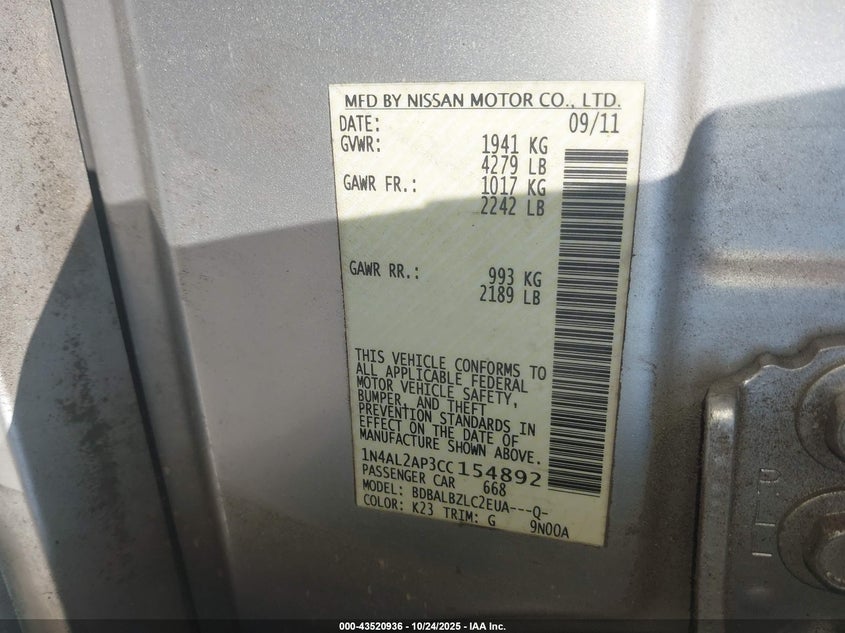 MFD BY NISSAN MOTOR CO., LTD.
DATE: 09/11
GVWR: 1941 KG
4279 LB
GAWR FR.: 1017 KG
2242 LB
GAWR RR.: 993 KG
2189 LB
THIS VEHICLE CONFORMS TO
ALL APPLICABLE FEDERAL
MOTOR VEHICLE SAFETY,
BUMPER, AND THEFT
PREVENTION STANDARDS IN
EFFECT ON THE DATE OF
MANUFACTURE SHOWN ABOVE.
1N4AL2AP3CC154892
PASSENGER CAR 668
MODEL: BDBALBZLC2EUA---Q-
COLOR: K23 TRIM: G 9N00A
000-43520936 - 10/24/2025 - IAA Inc.